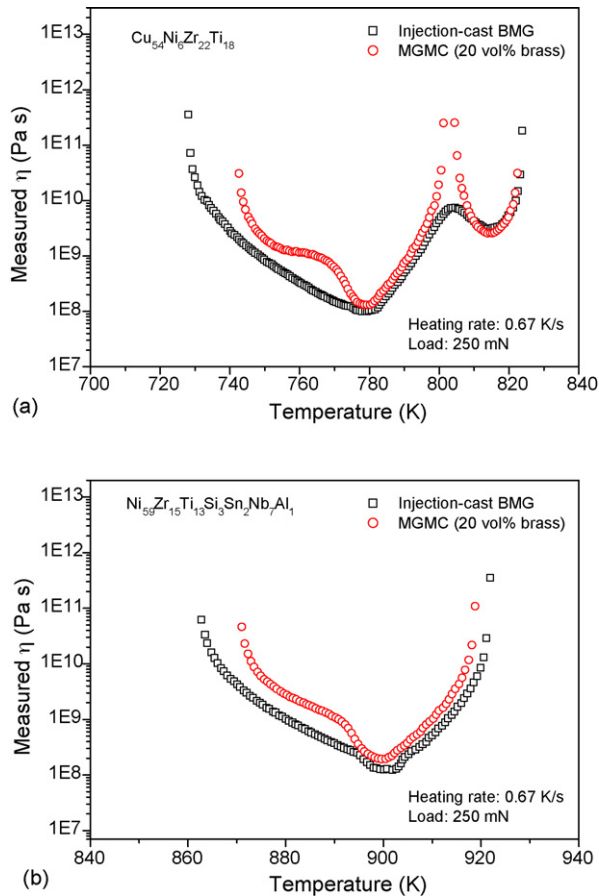 1E14
1E13
1E12
1E11
1E10
1E9
1E8
1E7
Measured η (Pa s)
Cu54Ni6Zr22Ti18
Injection-cast BMG
MGMC (20 vol% brass)
Heating rate: 0.67 K/s
Load: 250 mN
700 720 740 760 780 800 820 840
(a) Temperature (K)
1E13
1E12
1E11
1E10
1E9
1E8
1E7
Measured η (Pa s)
Ni59Zr15Ti13Si3Sn2Nb7Al1
Injection-cast BMG
MGMC (20 vol% brass)
Heating rate: 0.67 K/s
Load: 250 mN
840 860 880 900 920 940
(b) Temperature (K)